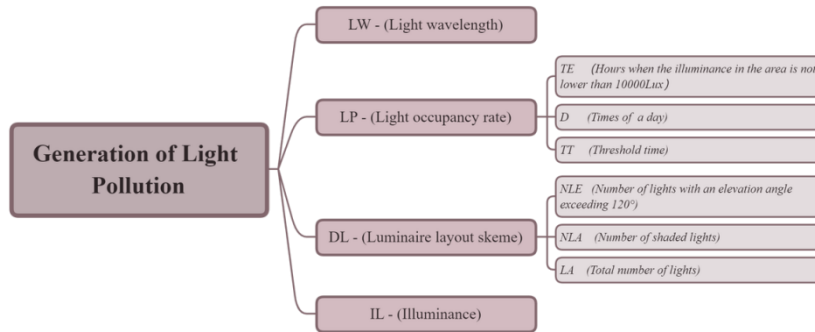 LW - (Light wavelength)
TE (Hours when the illuminance in the area is not
lower than 10000Lux)
LP - (Light occupancy rate)
D (Times of a day)
TT (Threshold time)
Generation of Light
Pollution
NLE (Number of lights with an elevation angle
exceeding 120°)
DL - (Luminaire layout skeme)
NLA (Number of shaded lights)
LA (Total number of lights)
IL - (Illuminance)